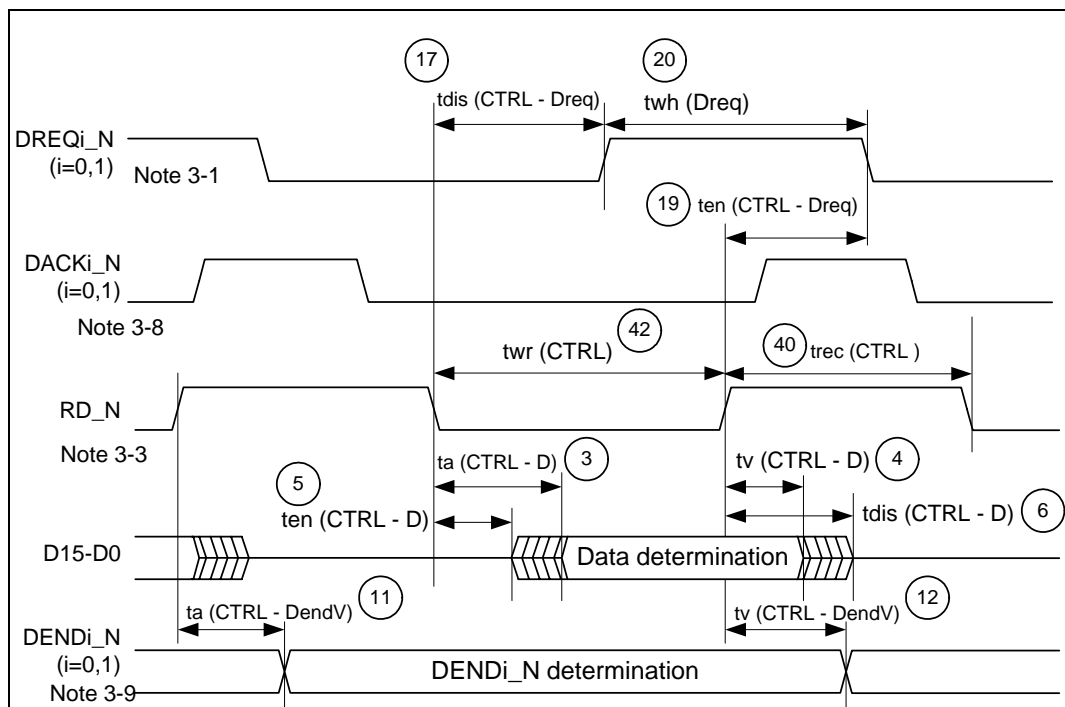 17
20
tdis (CTRL - Dreq)
twh (Dreq)
DREQi_N
(i=0,1)
Note 3-1
19
ten (CTRL - Dreq)
DACKi_N
(i=0,1)
Note 3-8
42
twr (CTRL)
40
trec (CTRL )
RD_N
Note 3-3
ta (CTRL - D)
3
tv (CTRL - D)
4
5
ten (CTRL - D)
tdis (CTRL - D)
6
D15-D0
Data determination
11
ta (CTRL - DendV)
12
tv (CTRL - DendV)
DENDi_N
(i=0,1)
Note 3-9
DENDi_N determination